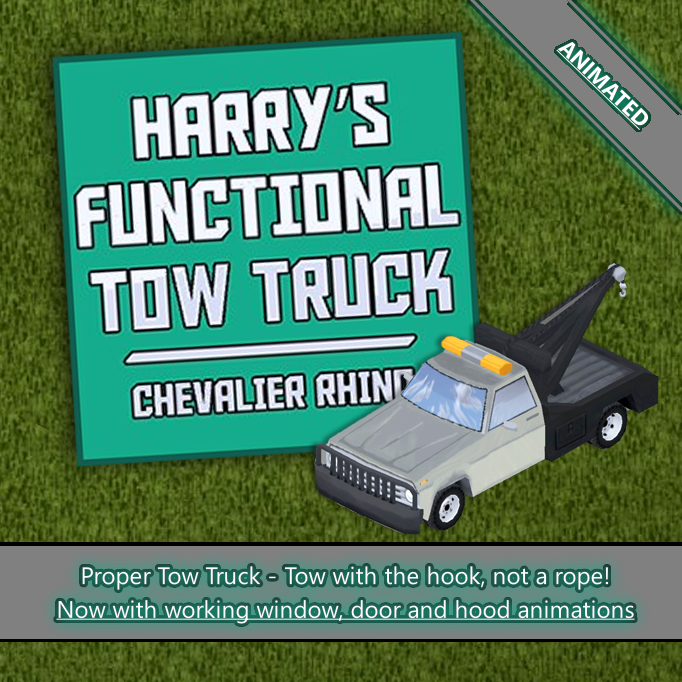 ANIMATED
HARRY'S
FUNCTIONAL
TOW TRUCK
CHEVALIER RHINO
Proper Tow Truck - Tow with the hook, not a rope!
Now with working window, door and hood animations